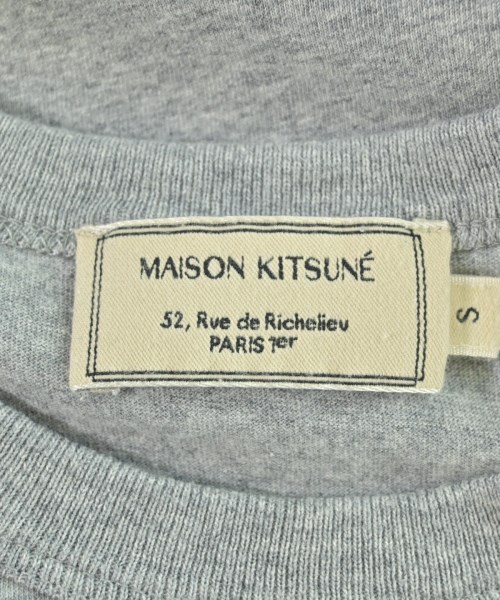 MAISON KITSUNÉ
52, Rue de Richelieu
PARIS 1er
S